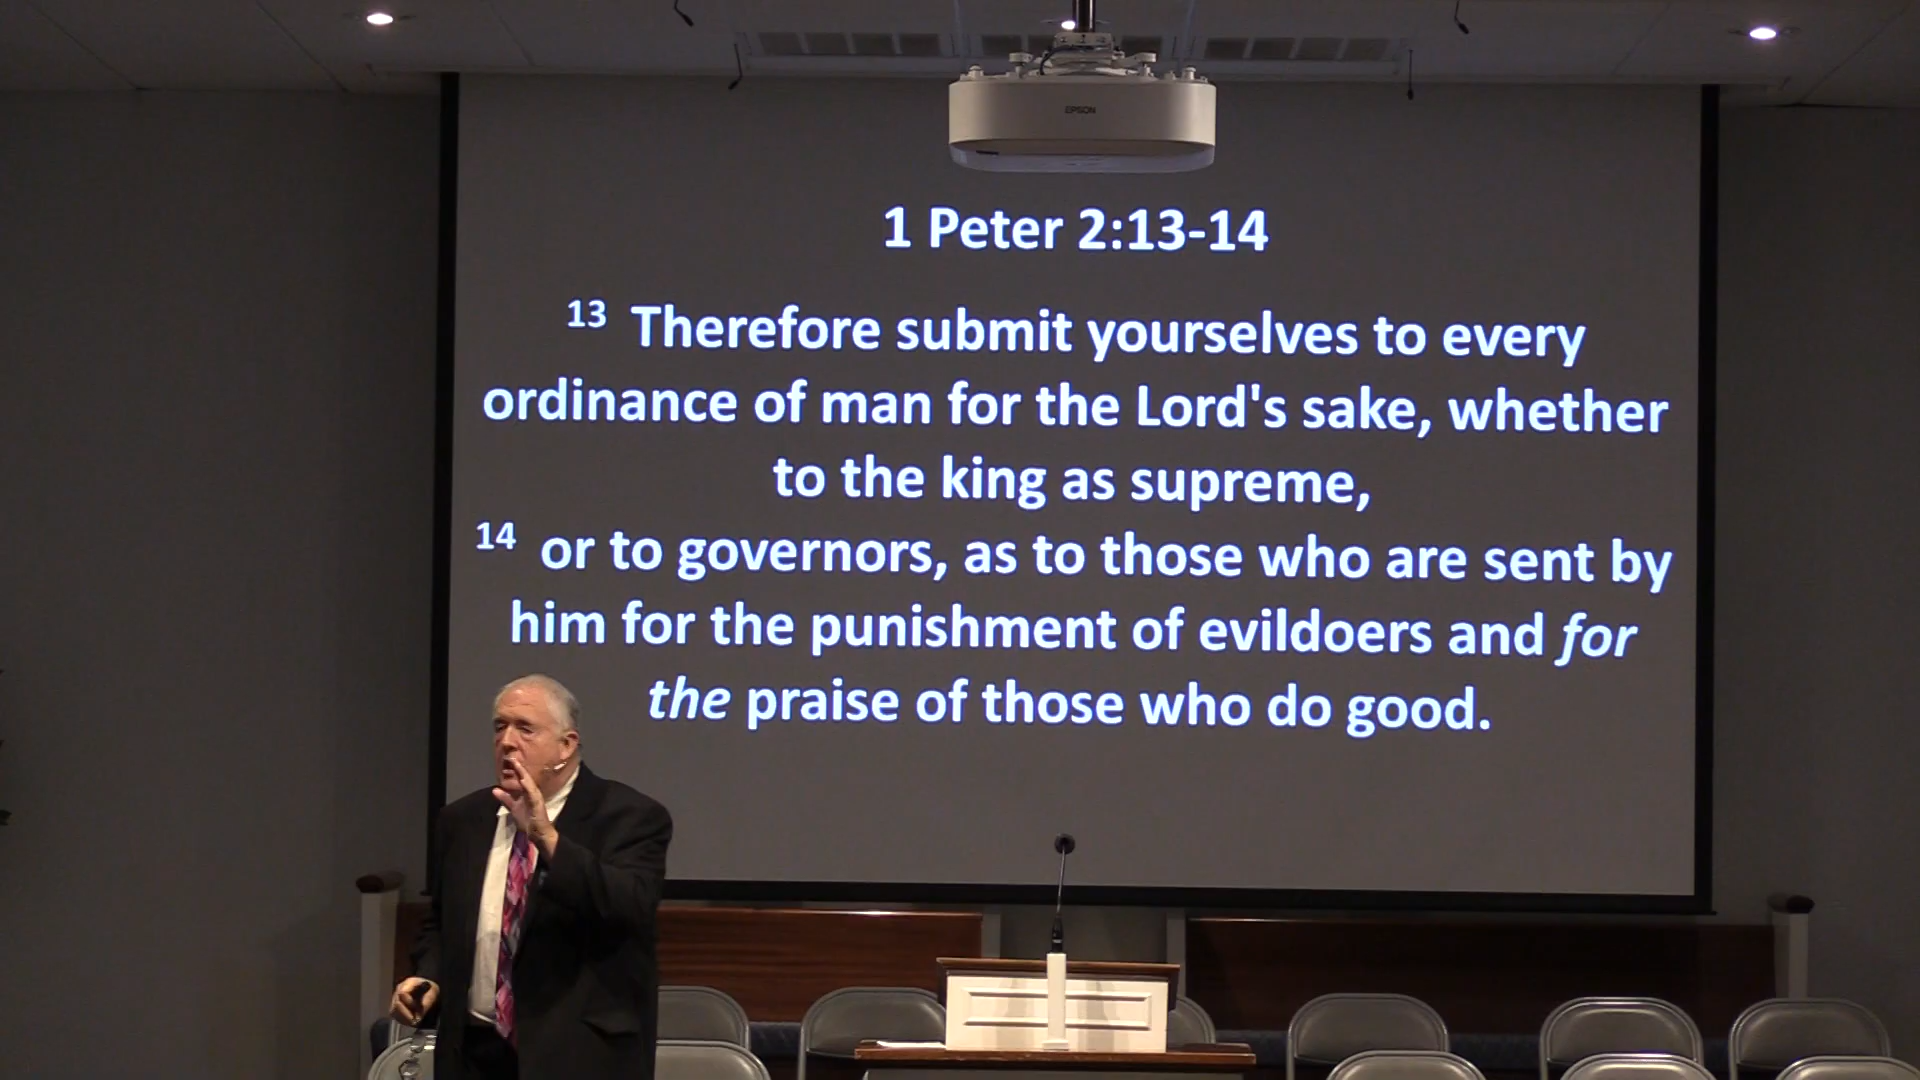 EPSON
1 Peter 2:13-14
13 Therefore submit yourselves to every
ordinance of man for the Lord's sake, whether
to the king as supreme,
14 or to governors, as to those who are sent by
him for the punishment of evildoers and for
the praise of those who do good.